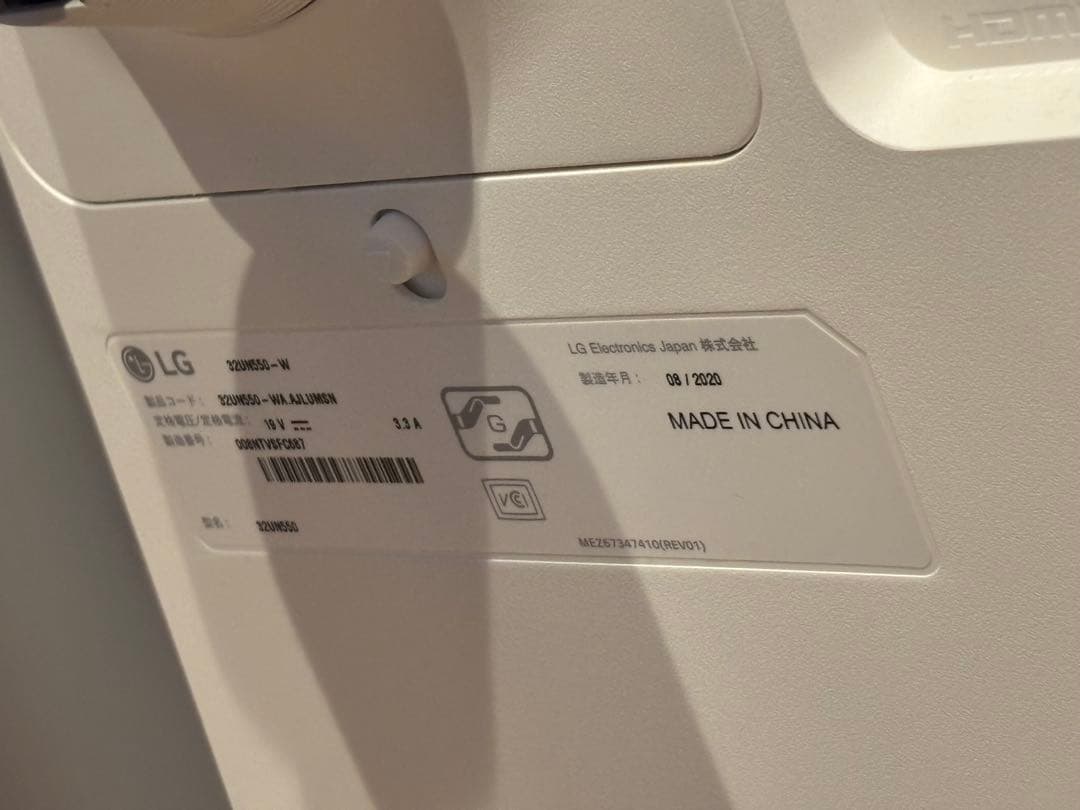 HDMI
LG 32UN550-W
製品コード: 32UN550-WA.AJLUMSN
定格電圧/定格電流: 19 V 3.3 A
製造番号: 008NTVSFC687
型名: 32UN550
G
VCCI
LG Electronics Japan 株式会社
製造年月: 08 / 2020
MADE IN CHINA
MEZ67347410(REV01)